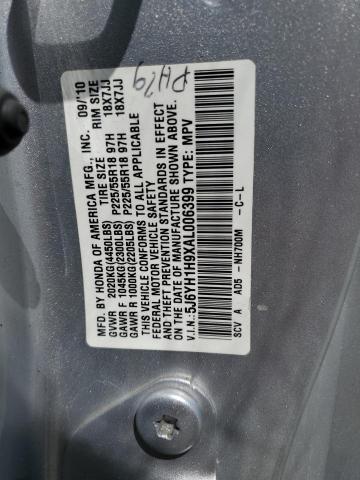 PH29
MFD. BY HONDA OF AMERICA MFG., INC. 09/10
TIRE SIZE RIM SIZE
GVWR 2020KG(4450LBS)
GAWR F 1045KG(2300LBS) P225/55R18 97H 18X7JJ
GAWR R 1000KG(2205LBS) P225/55R18 97H 18X7JJ
THIS VEHICLE CONFORMS TO ALL APPLICABLE
FEDERAL MOTOR VEHICLE SAFETY
AND THEFT PREVENTION STANDARDS IN EFFECT
ON THE DATE OF MANUFACTURE SHOWN ABOVE.
V.I.N.: 5J6YH1H9XAL006399 TYPE: MPV
SCV A AD5 -NH700M -C-L